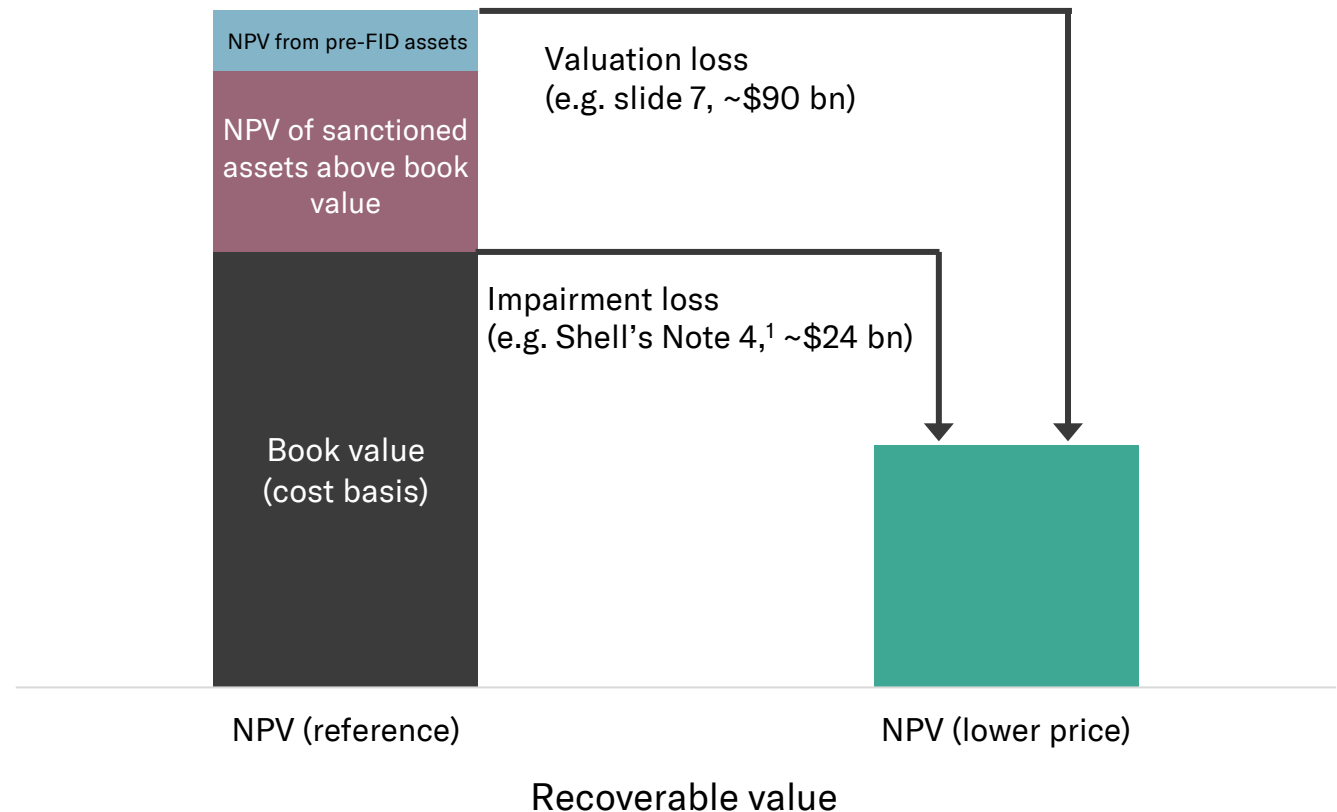 NPV from pre-FID assets
Valuation loss
(e.g. slide 7, ~$90 bn)
NPV of sanctioned
assets above book
value
Impairment loss
(e.g. Shell’s Note 4,¹ ~$24 bn)
Book value
(cost basis)
NPV (reference)
NPV (lower price)
Recoverable value